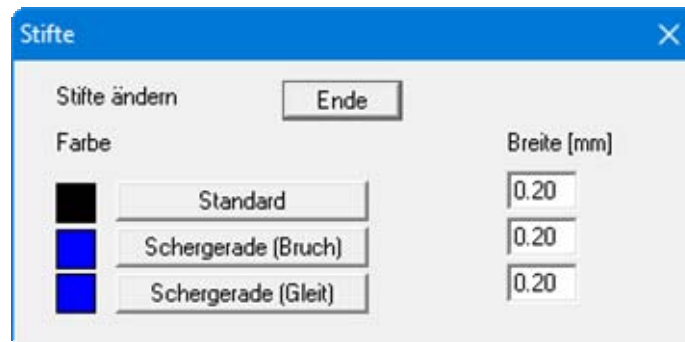 Stifte
Stifte ändern Ende
Farbe Breite [mm]
Standard 0.20
Schergerade (Bruch) 0.20
Schergerade (Gleit) 0.20